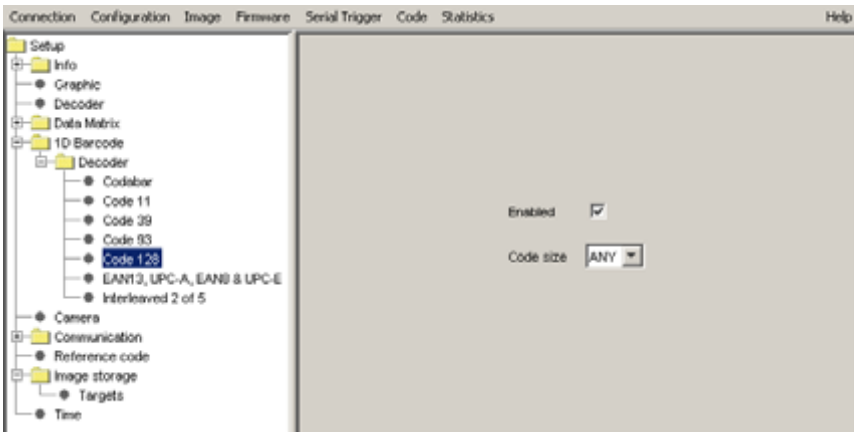 Connection Configuration Image Firmware Serial Trigger Code Statistics Help
Setup
Info
Graphic
Decoder
Data Matrix
1D Barcode
Decoder
Codabar
Code 11
Code 39
Code 93
Code 128
EAN13, UPC-A, EAN8 & UPC-E
Interleaved 2 of 5
Camera
Communication
Reference code
Image storage
Targets
Time
Enabled
Code size ANY